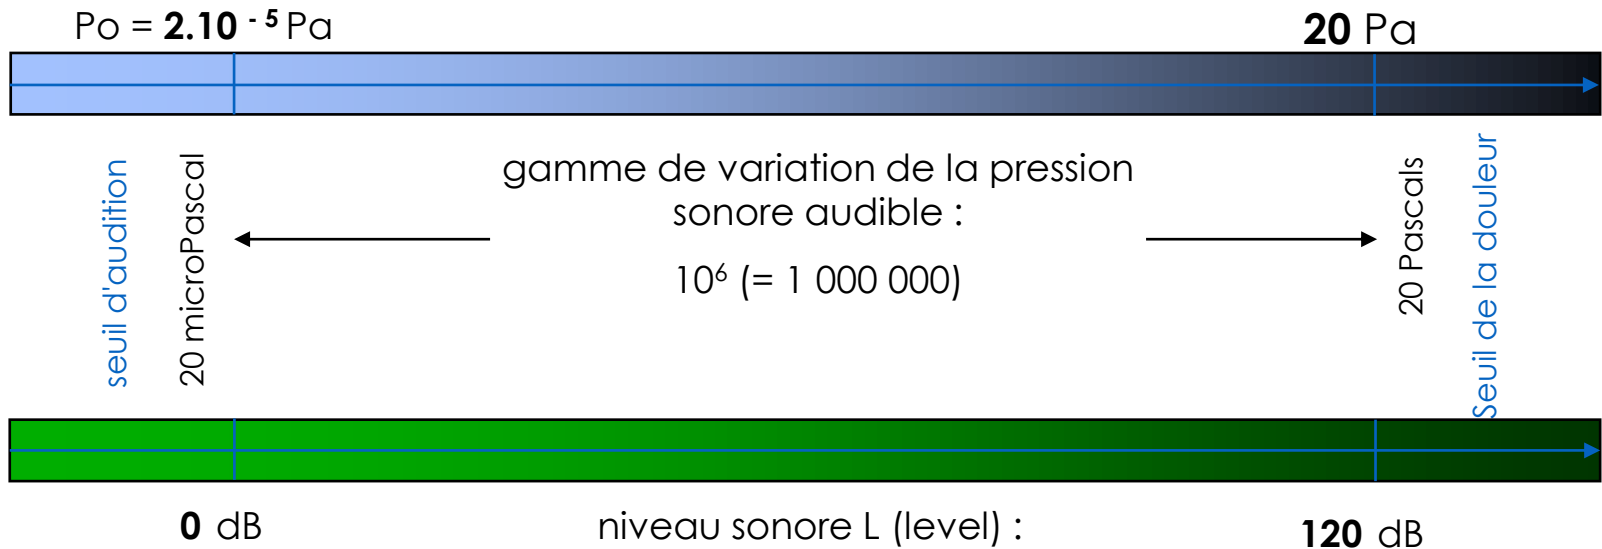 Po = 2.10 - 5 Pa
20 Pa
seuil d'audition
20 microPascal
gamme de variation de la pression
sonore audible :
10⁶ (= 1 000 000)
20 Pascals
Seuil de la douleur
0 dB
niveau sonore L (level) :
120 dB